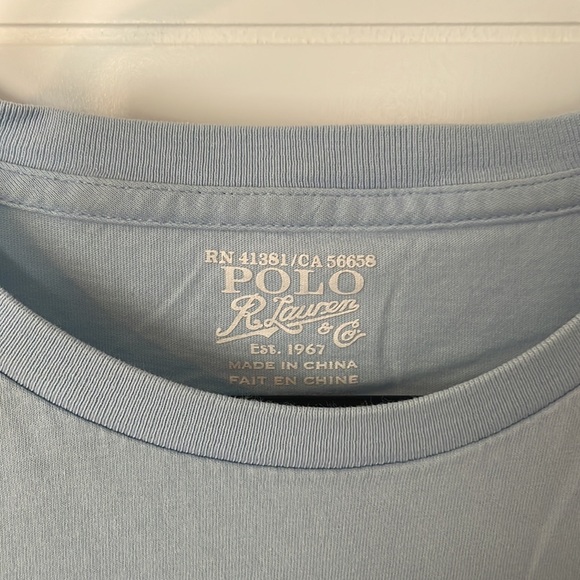 RN 41381/CA 56658
POLO
R. Lauren
& Co.
EST. 1967
MADE IN CHINA
FAIT EN CHINE